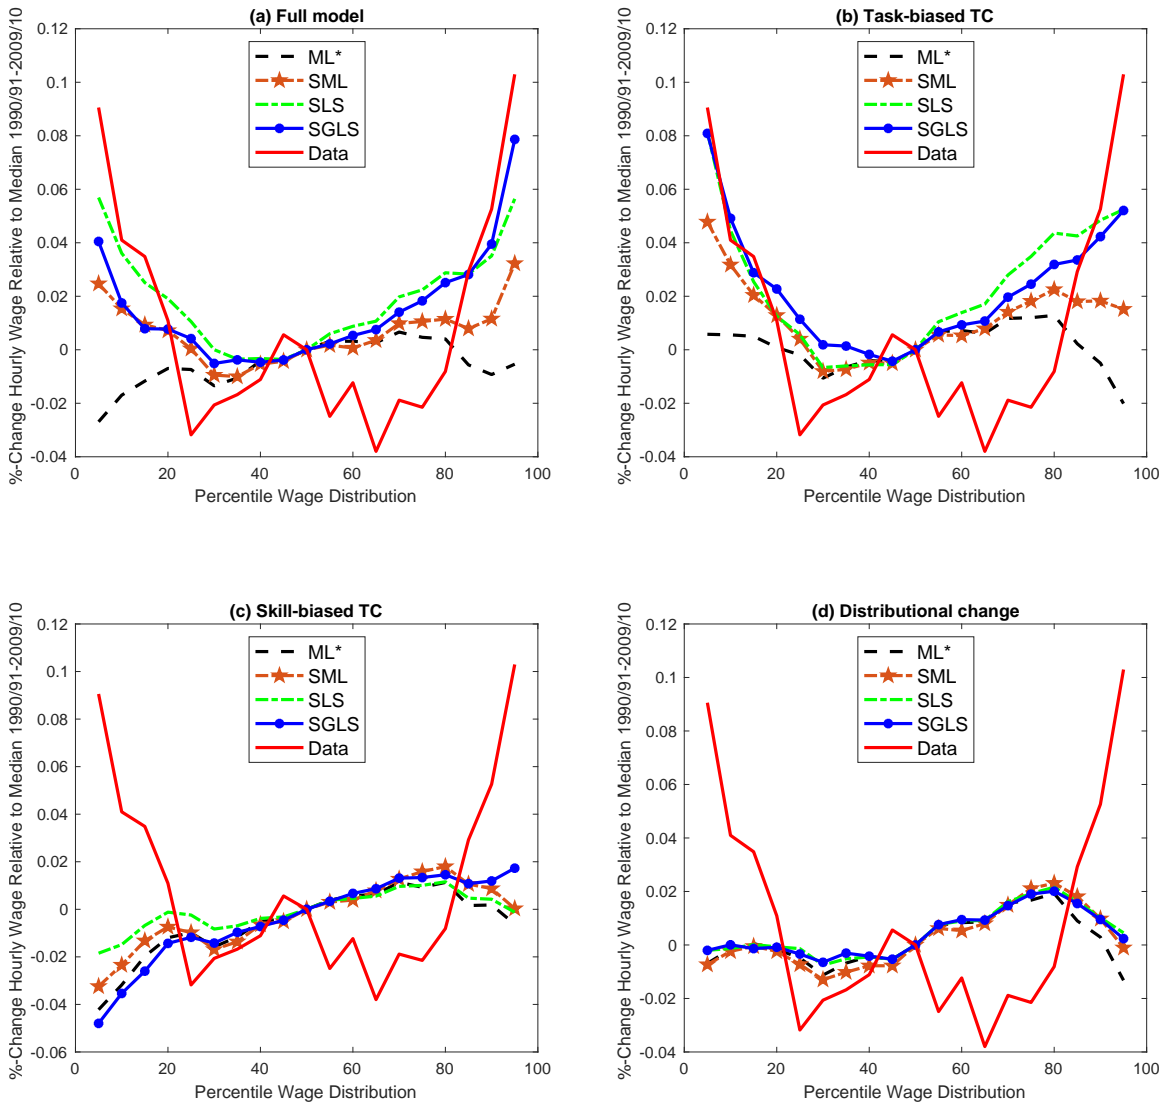 (a) Full model
%-Change Hourly Wage Relative to Median 1990/91-2009/10
0.12
0.1
0.08
0.06
0.04
0.02
0
-0.02
-0.04
ML*
SML
SLS
SGLS
Data
0
20
40
60
80
100
Percentile Wage Distribution
(b) Task-biased TC
%-Change Hourly Wage Relative to Median 1990/91-2009/10
0.12
0.1
0.08
0.06
0.04
0.02
0
-0.02
-0.04
ML*
SML
SLS
SGLS
Data
0
20
40
60
80
100
Percentile Wage Distribution
(c) Skill-biased TC
%-Change Hourly Wage Relative to Median 1990/91-2009/10
0.12
0.1
0.08
0.06
0.04
0.02
0
-0.02
-0.04
-0.06
ML*
SML
SLS
SGLS
Data
0
20
40
60
80
100
Percentile Wage Distribution
(d) Distributional change
%-Change Hourly Wage Relative to Median 1990/91-2009/10
0.12
0.1
0.08
0.06
0.04
0.02
0
-0.02
-0.04
ML*
SML
SLS
SGLS
Data
0
20
40
60
80
100
Percentile Wage Distribution